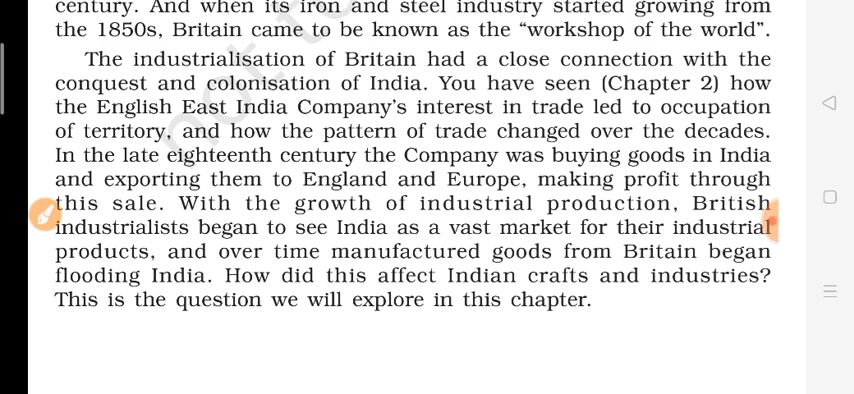 century. And when its iron and steel industry started growing from
the 1850s, Britain came to be known as the “workshop of the world”.
The industrialisation of Britain had a close connection with the
conquest and colonisation of India. You have seen (Chapter 2) how
the English East India Company’s interest in trade led to occupation
of territory, and how the pattern of trade changed over the decades.
In the late eighteenth century the Company was buying goods in India
and exporting them to England and Europe, making profit through
this sale. With the growth of industrial production, British
industrialists began to see India as a vast market for their industrial
products, and over time manufactured goods from Britain began
flooding India. How did this affect Indian crafts and industries?
This is the question we will explore in this chapter.
not to